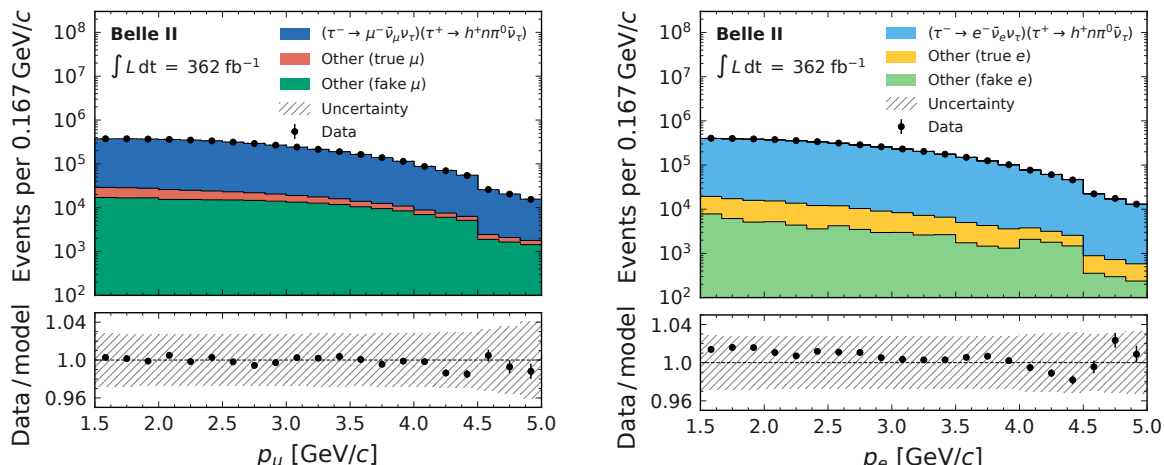 Belle II
∫ L dt = 362 fb⁻¹
(τ⁻ → μ⁻ν̄_μν_τ)(τ⁺ → h⁺nπ⁰ν̄_τ)
Other (true μ)
Other (fake μ)
Uncertainty
Data
Events per 0.167 GeV/c
10⁸
10⁷
10⁶
10⁵
10⁴
10³
10²
Data / model
1.04
1.0
0.96
1.5 2.0 2.5 3.0 3.5 4.0 4.5 5.0
p_μ [GeV/c]
Belle II
∫ L dt = 362 fb⁻¹
(τ⁻ → e⁻ν̄_eν_τ)(τ⁺ → h⁺nπ⁰ν̄_τ)
Other (true e)
Other (fake e)
Uncertainty
Data
Events per 0.167 GeV/c
10⁸
10⁷
10⁶
10⁵
10⁴
10³
10²
Data / model
1.04
1.0
0.96
1.5 2.0 2.5 3.0 3.5 4.0 4.5 5.0
p_e [GeV/c]